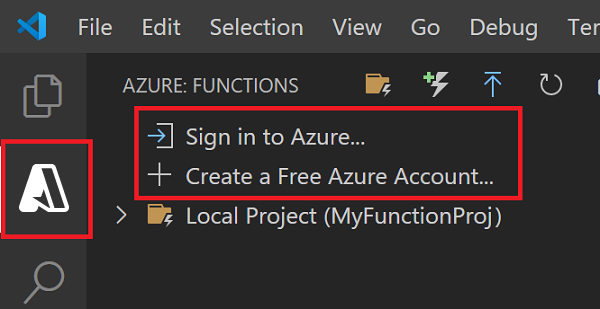 File Edit Selection View Go Debug Ter
AZURE: FUNCTIONS
Sign in to Azure...
Create a Free Azure Account...
Local Project (MyFunctionProj)